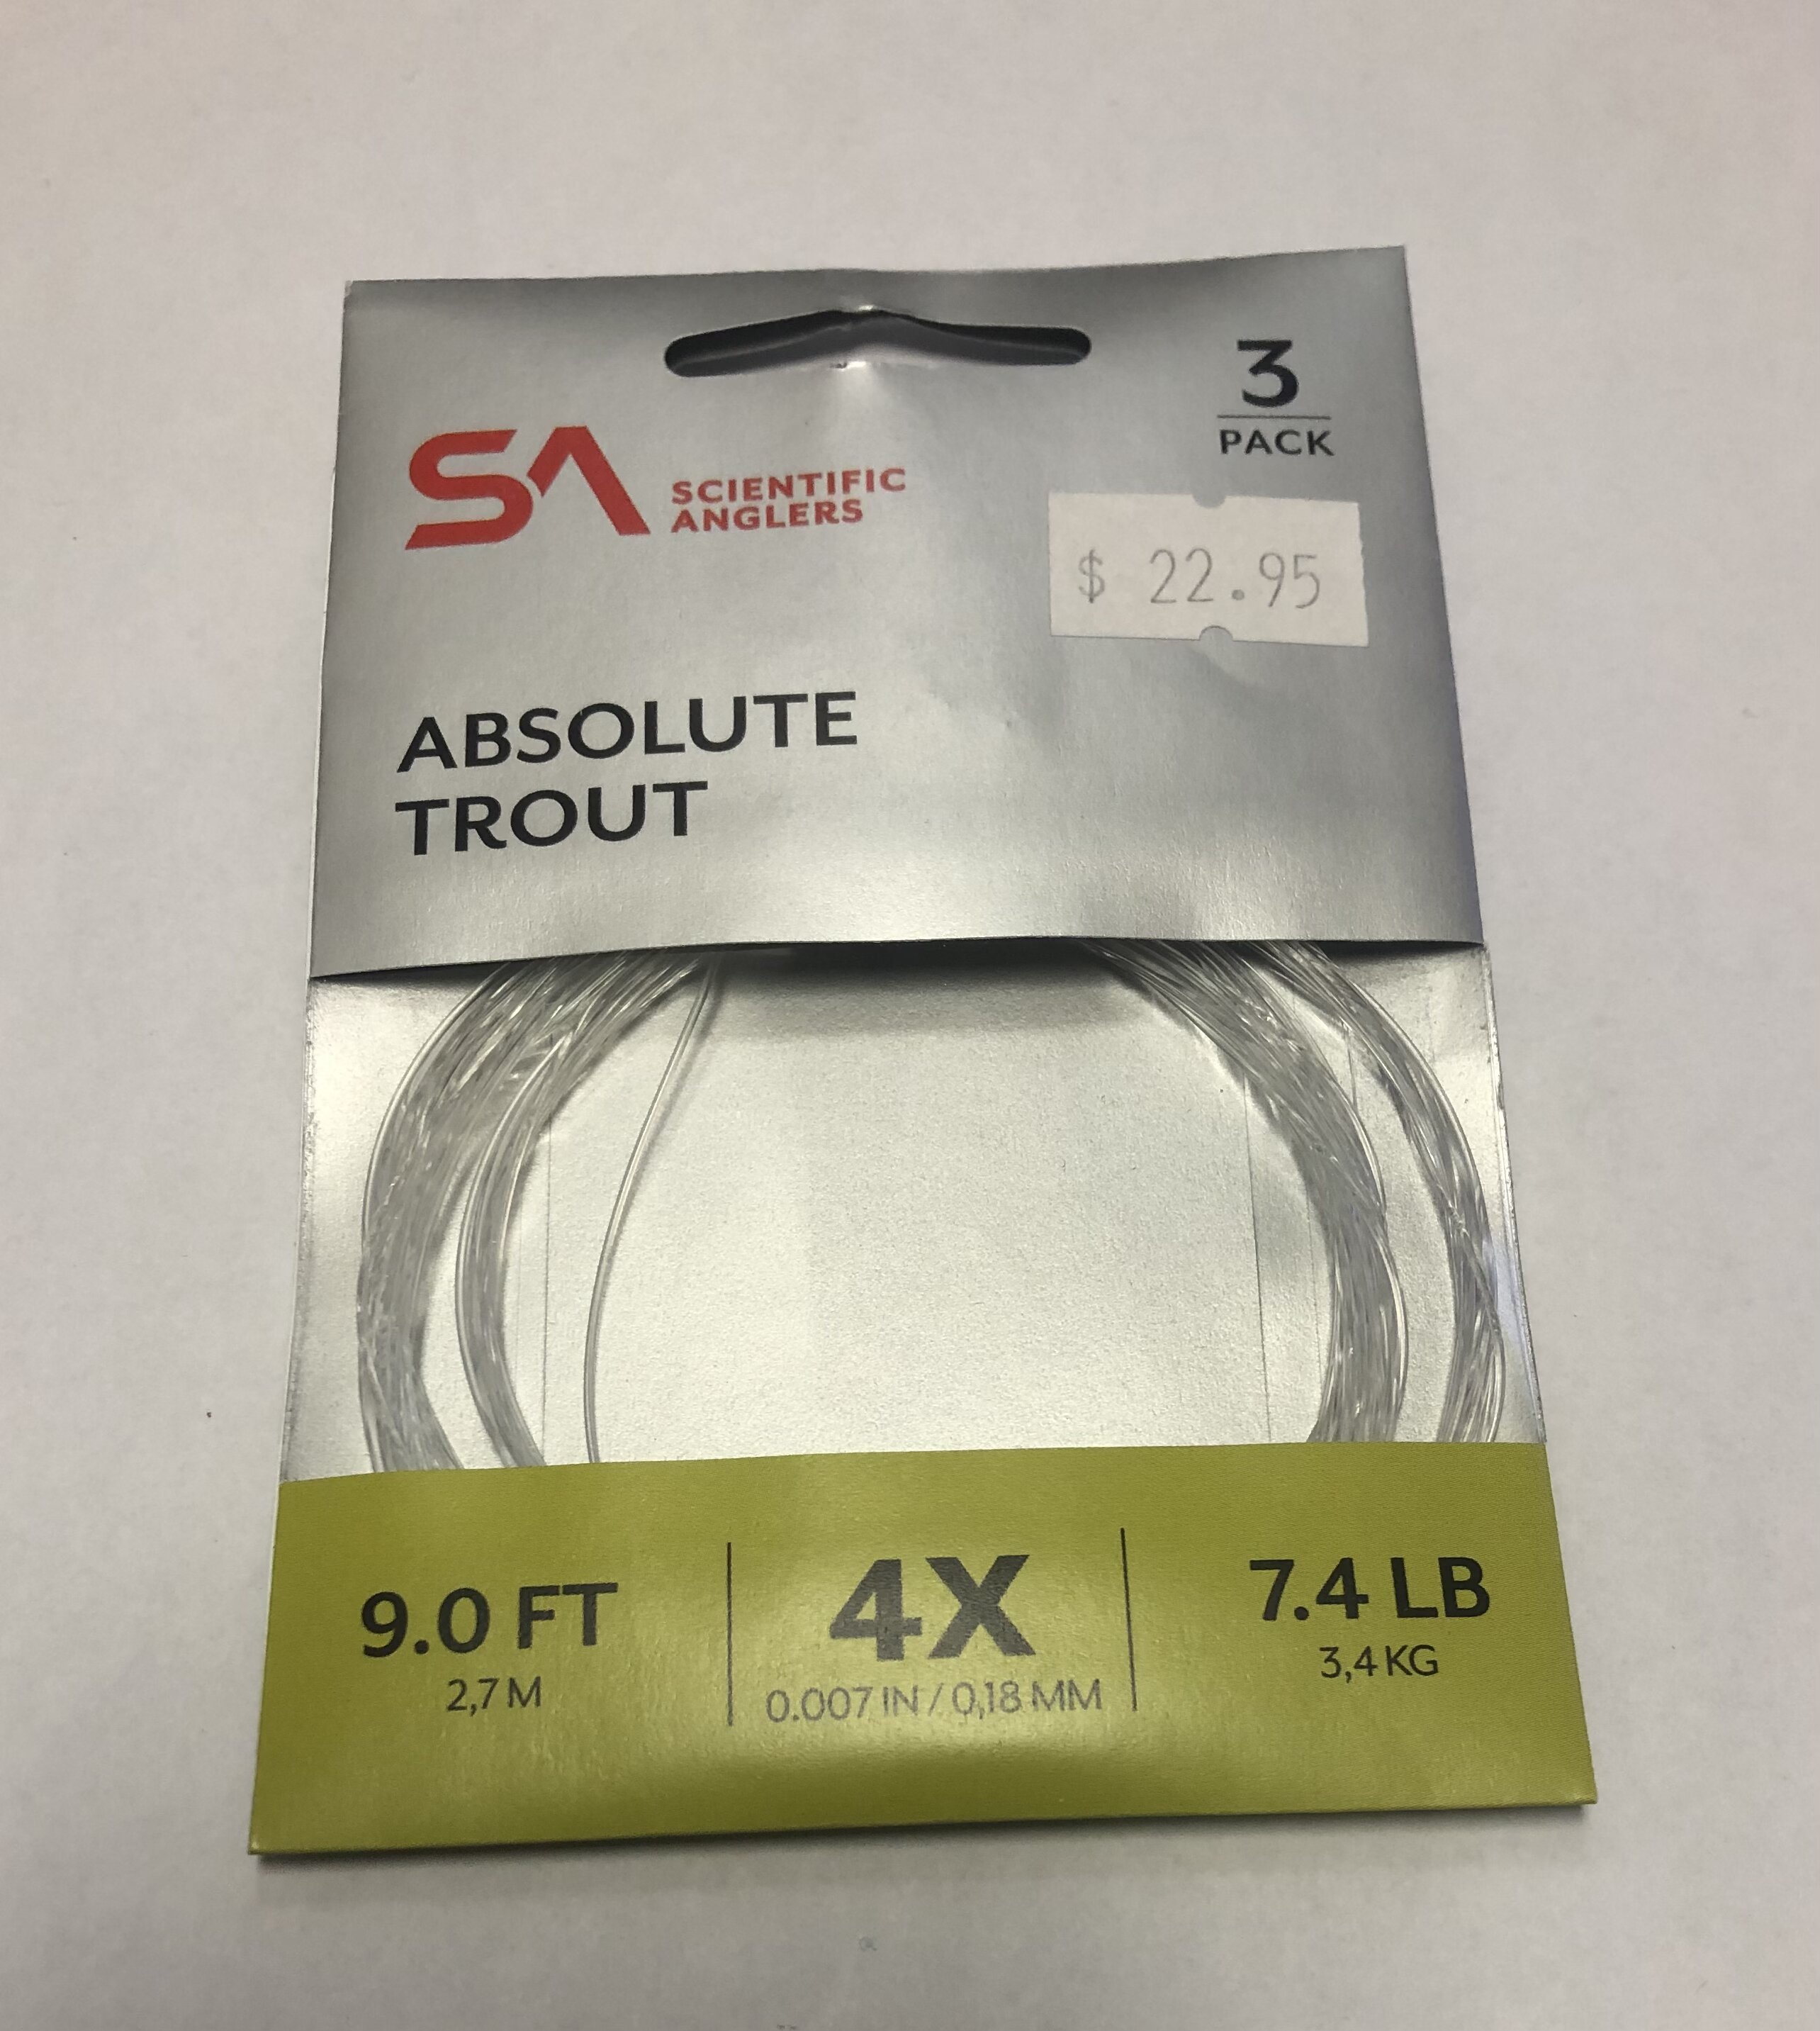 3
PACK
SA
SCIENTIFIC
ANGLERS
$ 22.95
ABSOLUTE
TROUT
9.0 FT
2,7 M
4X
0.007 IN / 0,18 MM
7.4 LB
3,4 KG